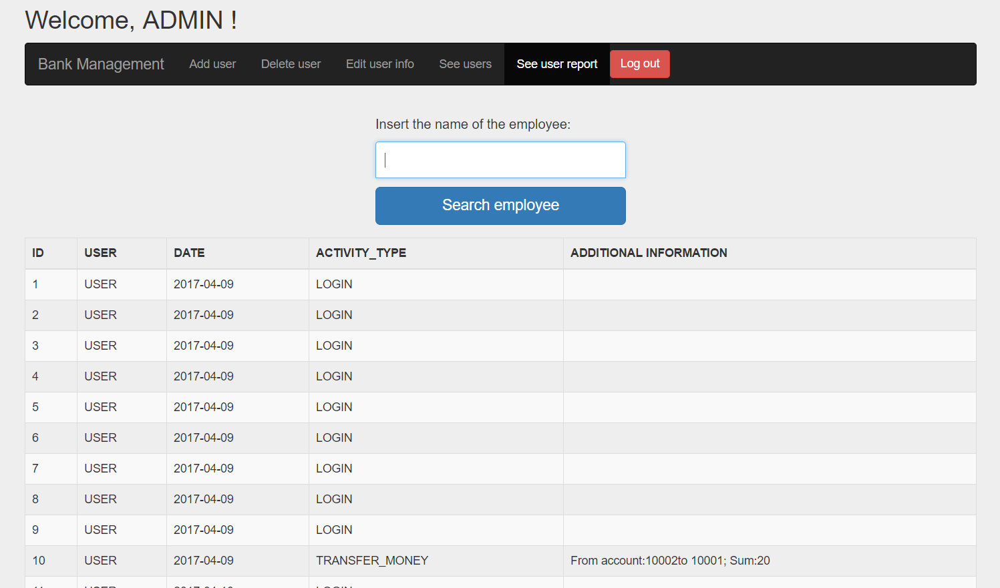 Welcome, ADMIN !
Bank Management Add user Delete user Edit user info See users See user report Log out
Insert the name of the employee:
Search employee
ID USER DATE ACTIVITY_TYPE ADDITIONAL INFORMATION
1 USER 2017-04-09 LOGIN
2 USER 2017-04-09 LOGIN
3 USER 2017-04-09 LOGIN
4 USER 2017-04-09 LOGIN
5 USER 2017-04-09 LOGIN
6 USER 2017-04-09 LOGIN
7 USER 2017-04-09 LOGIN
8 USER 2017-04-09 LOGIN
9 USER 2017-04-09 LOGIN
10 USER 2017-04-09 TRANSFER_MONEY From account:10002to 10001; Sum:20